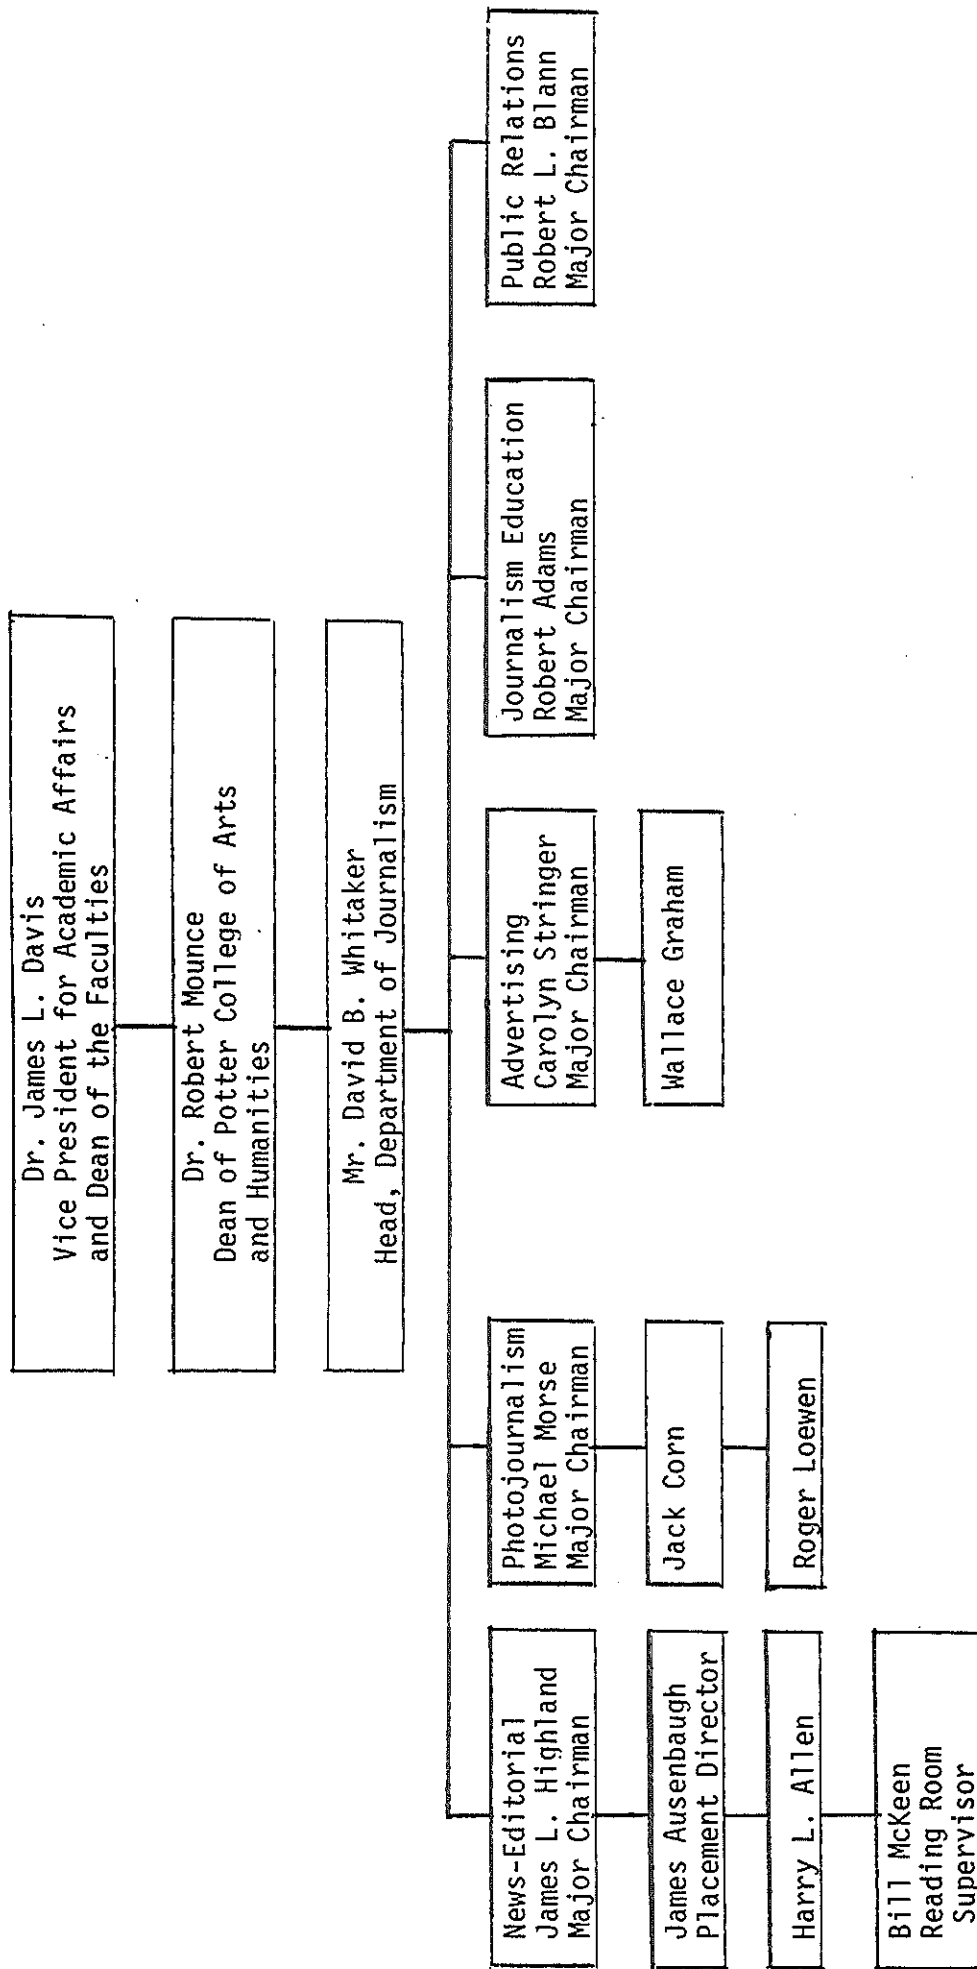 Dr. James L. Davis
Vice President for Academic Affairs
and Dean of the Faculties
Dr. Robert Mounce
Dean of Potter College of Arts
and Humanities
Mr. David B. Whitaker
Head, Department of Journalism
News-Editorial
James L. Highland
Major Chairman
James Ausenbaugh
Placement Director
Harry L. Allen
Bill McKeen
Reading Room
Supervisor
Photojournalism
Michael Morse
Major Chairman
Jack Corn
Roger Loewen
Advertising
Carolyn Stringer
Major Chairman
Wallace Graham
Journalism Education
Robert Adams
Major Chairman
Public Relations
Robert L. Blann
Major Chairman